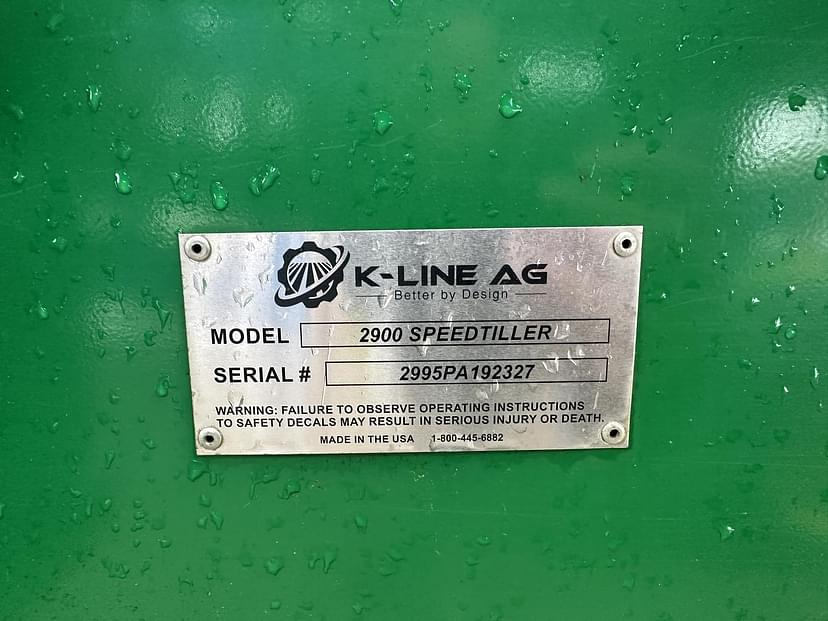 K-LINE AG
Better by Design
MODEL 2900 SPEEDTILLER
SERIAL # 2995PA192327
WARNING: FAILURE TO OBSERVE OPERATING INSTRUCTIONS
TO SAFETY DECALS MAY RESULT IN SERIOUS INJURY OR DEATH.
MADE IN THE USA 1-800-445-6882